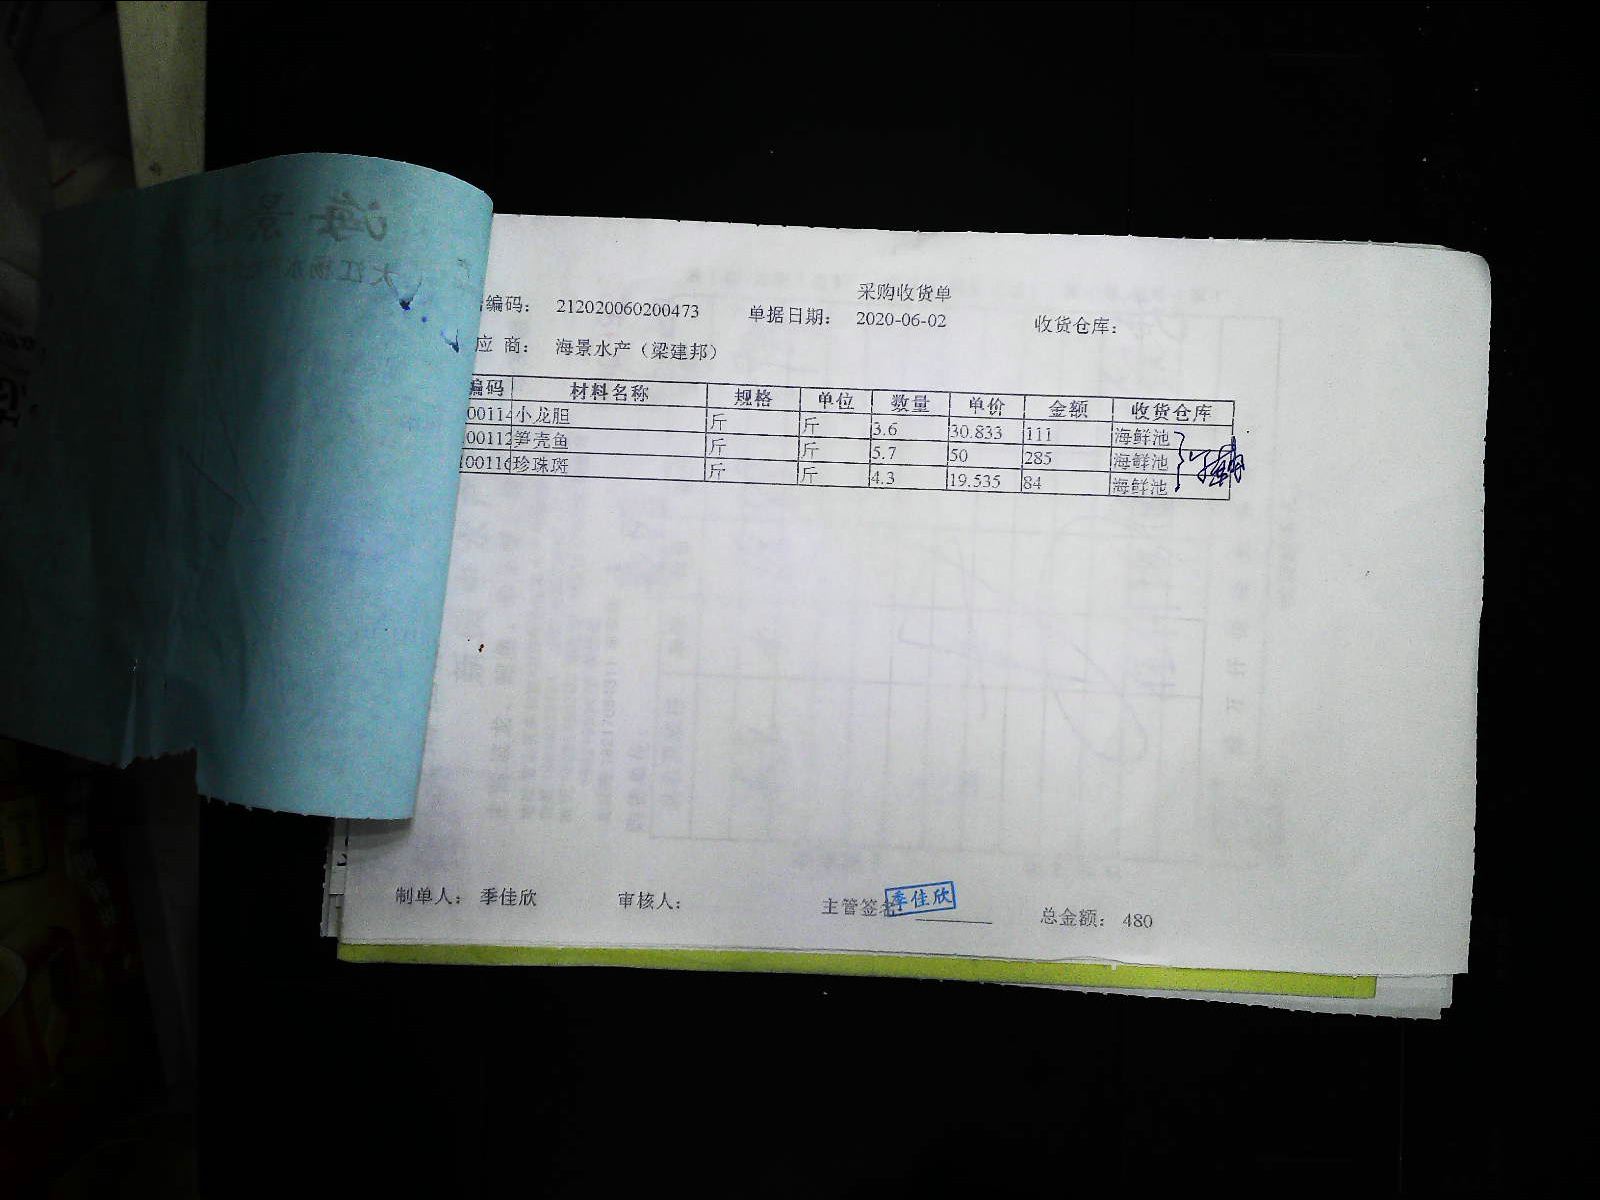 采购收货单
编码： 212020060200473 单据日期： 2020-06-02 收货仓库：
应 商： 海景水产（梁建邦）
编码 材料名称 规格 单位 数量 单价 金额 收货仓库
00114 小龙胆 斤 斤 3.6 30.833 111 海鲜池
00112 笋壳鱼 斤 斤 5.7 50 285 海鲜池
00116 珍珠斑 斤 斤 4.3 19.535 84 海鲜池
制单人： 季佳欣 审核人： 主管签名 季佳欣 总金额： 480